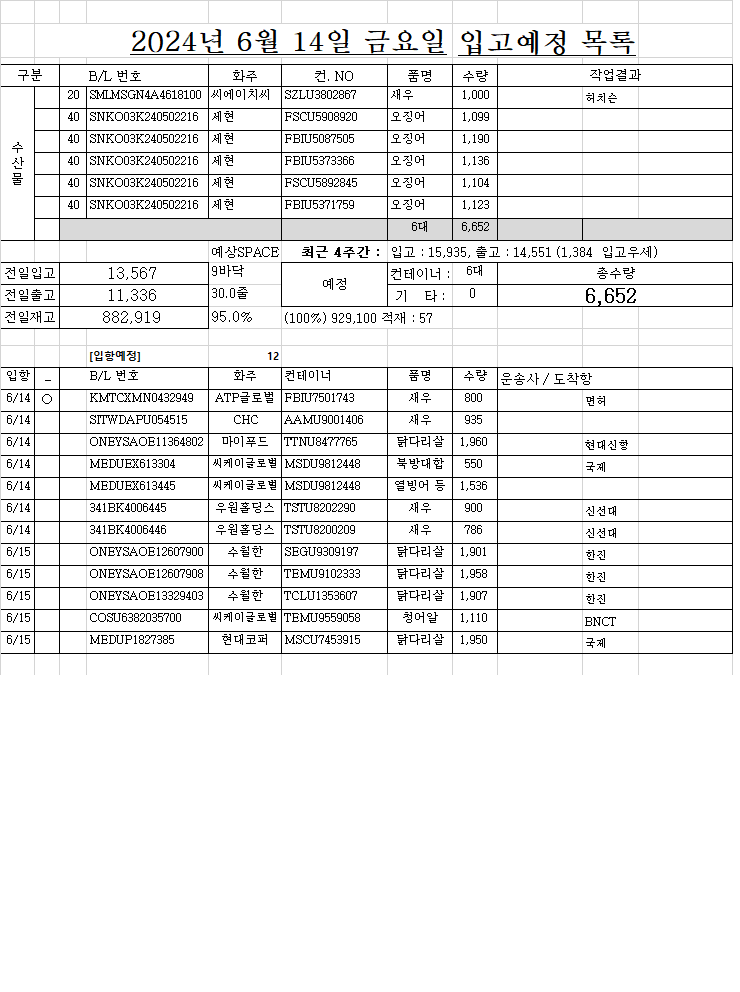 2024년 6월 14일 금요일 입고예정 목록
구분 B/L 번호 화주 컨. NO 품명 수량 작업결과
수산물
20 SMLMSGN4A4618100 씨에이치씨 SZLU3802867 새우 1,000 허치슨
40 SNKO03K240502216 세현 FSCU5908920 오징어 1,099
40 SNKO03K240502216 세현 FBIU5087505 오징어 1,190
40 SNKO03K240502216 세현 FBIU5373366 오징어 1,136
40 SNKO03K240502216 세현 FSCU5892845 오징어 1,104
40 SNKO03K240502216 세현 FBIU5371759 오징어 1,123
6대 6,652
예상SPACE 최근 4주간 : 입고 : 15,935, 출고 : 14,551 (1,384 입고우세)
전일입고 13,567 9바닥 예정 컨테이너 : 6대 총수량
전일출고 11,336 30.0줄 기 타 : 0 6,652
전일재고 882,919 95.0% (100%) 929,100 적재 : 57
[입항예정] 12
입항 _ B/L 번호 화주 컨테이너 품명 수량 운송사 / 도착항
6/14 ○ KMTCXMN0432949 ATP글로벌 FBIU7501743 새우 800 면허
6/14 SITWDAPU054515 CHC AAMU9001406 새우 935
6/14 ONEYSAOE11364802 마이푸드 TTNU8477765 닭다리살 1,960 현대신항
6/14 MEDUEX613304 씨케이글로벌 MSDU9812448 북방대합 550 국제
6/14 MEDUEX613445 씨케이글로벌 MSDU9812448 열빙어 등 1,536
6/14 341BK4006445 우원홀딩스 TSTU8202290 새우 900 신선대
6/14 341BK4006446 우원홀딩스 TSTU8200209 새우 786 신선대
6/15 ONEYSAOE12607900 수월한 SEGU9309197 닭다리살 1,901 한진
6/15 ONEYSAOE12607908 수월한 TEMU9102333 닭다리살 1,958 한진
6/15 ONEYSAOE13329403 수월한 TCLU1353607 닭다리살 1,907 한진
6/15 COSU6382035700 씨케이글로벌 TEMU9559058 청어알 1,110 BNCT
6/15 MEDUP1827385 현대코퍼 MSCU7453915 닭다리살 1,950 국제